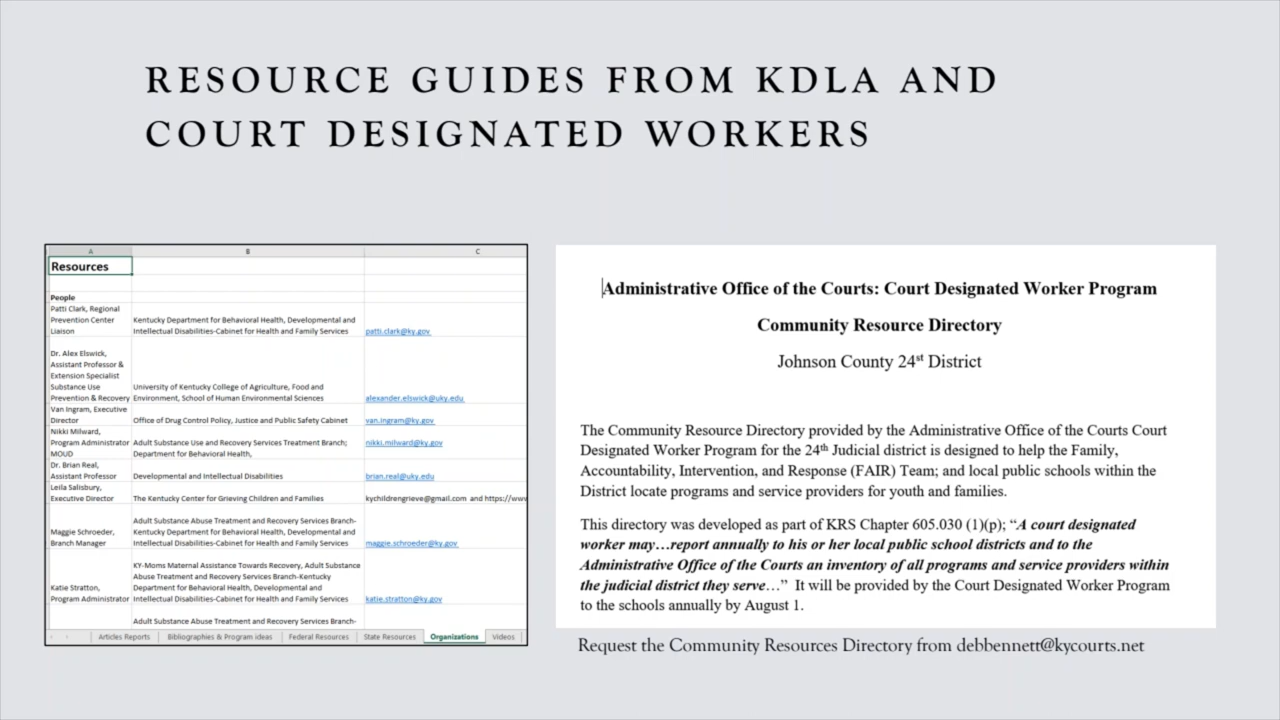 RESOURCE GUIDES FROM KDLA AND
COURT DESIGNATED WORKERS
A B C
Resources
People
Patti Clark, Regional
Prevention Center
Liaison
Kentucky Department for Behavioral Health, Developmental and
Intellectual Disabilities-Cabinet for Health and Family Services
patti.clark@ky.gov
Dr. Alex Elswick,
Assistant Professor &
Extension Specialist
Substance Use
Prevention & Recovery
University of Kentucky College of Agriculture, Food and
Environment, School of Human Environmental Sciences
alexander.elswick@uky.edu
Van Ingram, Executive
Director
Office of Drug Control Policy, Justice and Public Safety Cabinet
van.ingram@ky.gov
Nikki Milward,
Program Administrator
MOUD
Adult Substance Use and Recovery Services Treatment Branch;
Department for Behavioral Health,
nikki.milward@ky.gov
Dr. Brian Real,
Assistant Professor
Developmental and Intellectual Disabilities
brian.real@uky.edu
Leila Salisbury,
Executive Director
The Kentucky Center for Grieving Children and Families
kychildrengrieve@gmail.com and https://www
Maggie Schroeder,
Branch Manager
Adult Substance Abuse Treatment and Recovery Services Branch-
Kentucky Department for Behavioral Health, Developmental and
Intellectual Disabilities-Cabinet for Health and Family Services
maggie.schroeder@ky.gov
Katie Stratton,
Program Administrator
KY-Moms Maternal Assistance Towards Recovery, Adult Substance
Abuse Treatment and Recovery Services Branch-Kentucky
Department for Behavioral Health, Developmental and
Intellectual Disabilities-Cabinet for Health and Family Services
katie.stratton@ky.gov
Adult Substance Abuse Treatment and Recovery Services Branch-
Articles Reports Bibliographies & Program ideas Federal Resources State Resources Organizations Videos
Administrative Office of the Courts: Court Designated Worker Program
Community Resource Directory
Johnson County 24st District
The Community Resource Directory provided by the Administrative Office of the Courts Court
Designated Worker Program for the 24th Judicial district is designed to help the Family,
Accountability, Intervention, and Response (FAIR) Team; and local public schools within the
District locate programs and service providers for youth and families.
This directory was developed as part of KRS Chapter 605.030 (1)(p); “A court designated
worker may…report annually to his or her local public school districts and to the
Administrative Office of the Courts an inventory of all programs and service providers within
the judicial district they serve…” It will be provided by the Court Designated Worker Program
to the schools annually by August 1.
Request the Community Resources Directory from debbennett@kycourts.net